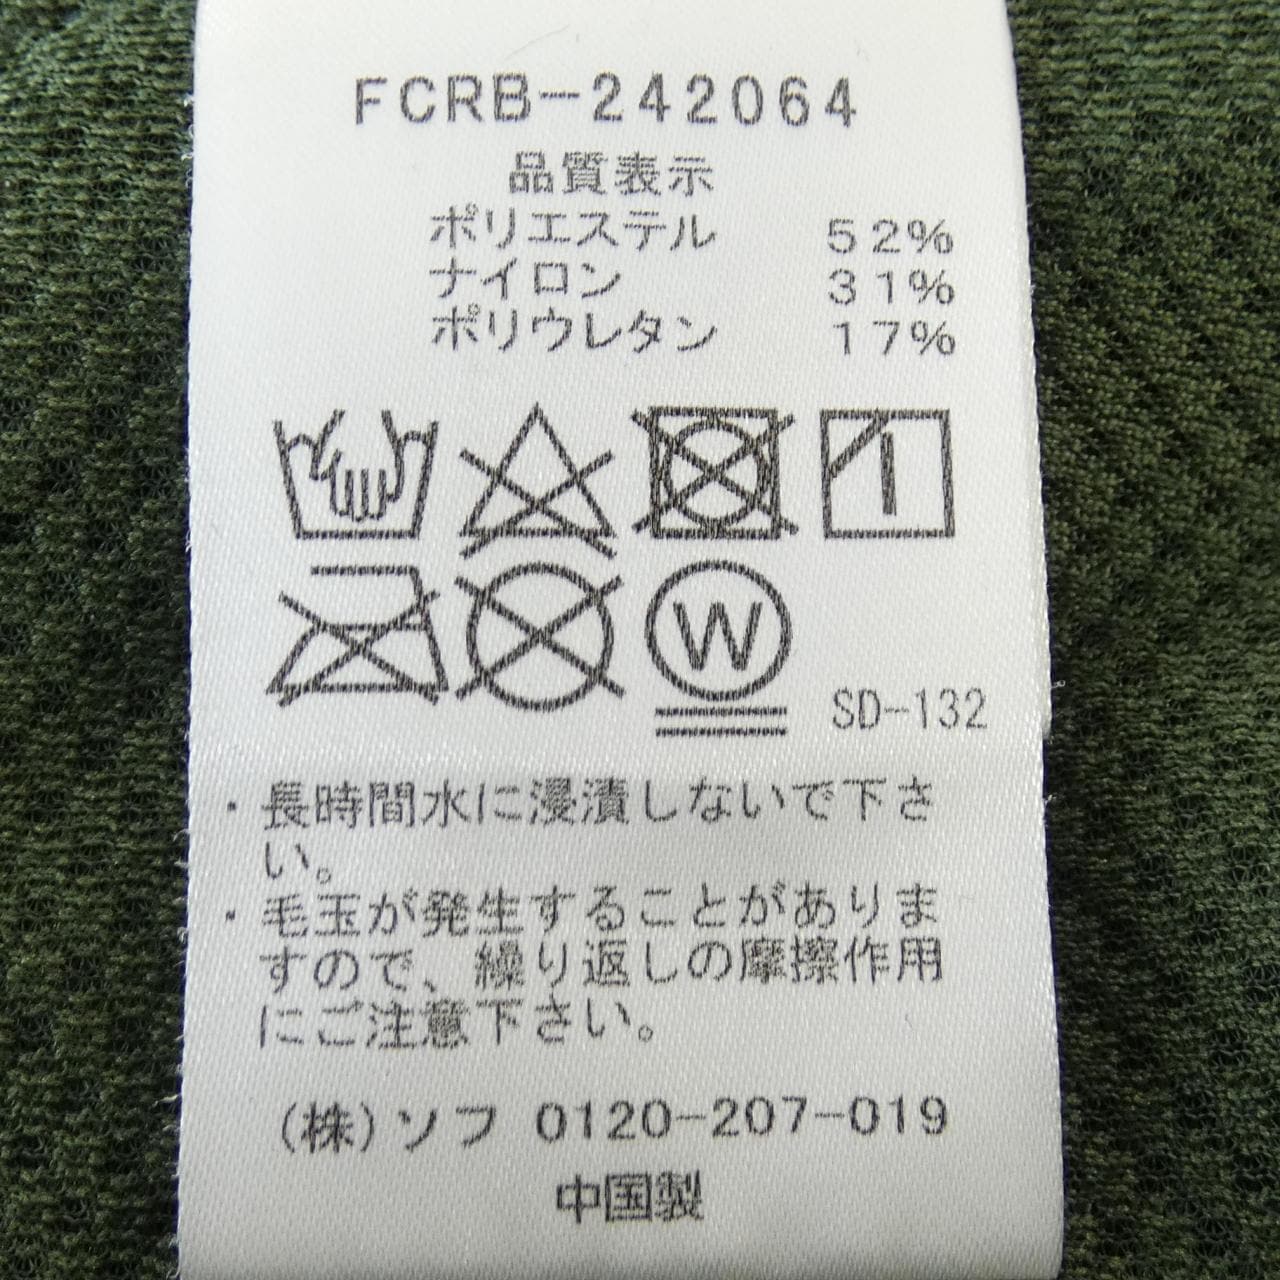 FCRB-242064
品質表示
ポリエステル 52%
ナイロン 31%
ポリウレタン 17%
W
SD-132
・長時間水に浸漬しないで下さ
い。
・毛玉が発生することがありま
すので、繰り返しの摩擦作用
にご注意下さい。
(株)ソフ 0120-207-019
中国製